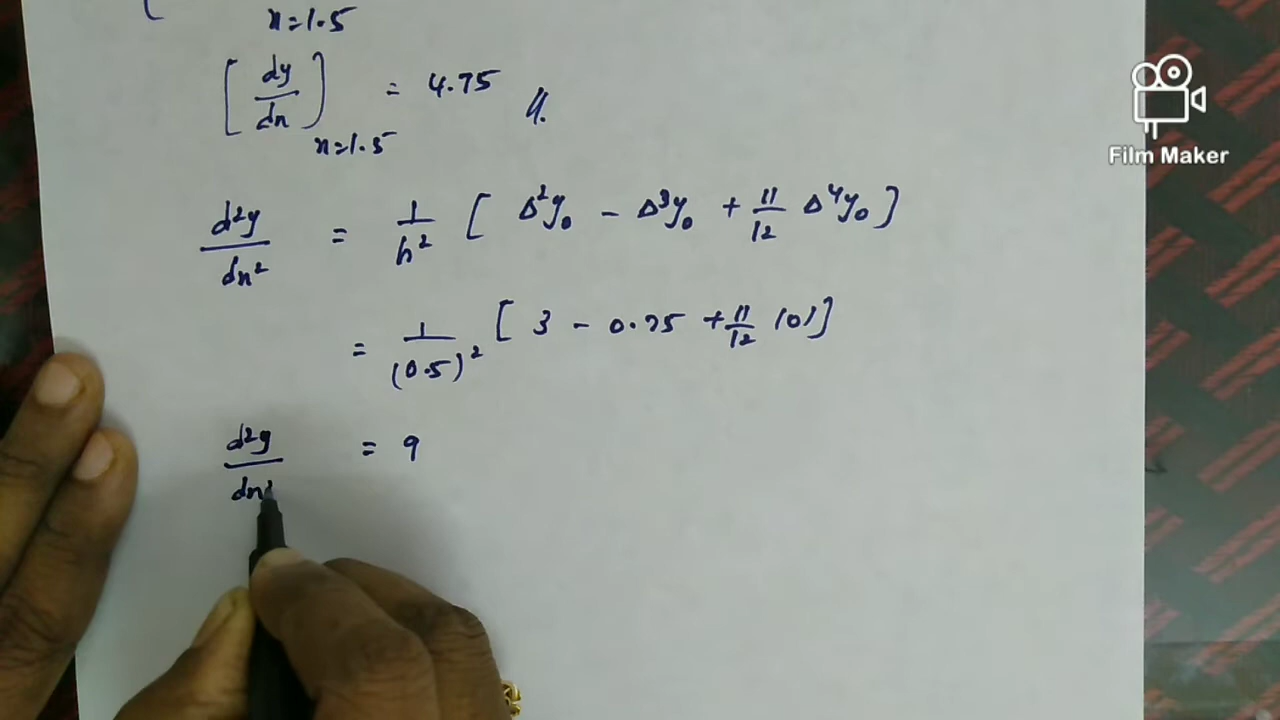 x=1.5
[dy/dx] x=1.5 = 4.75 //.
d²y/dx² = 1/h² [ Δ²y₀ - Δ³y₀ + 11/12 Δ⁴y₀ ]
= 1/(0.5)² [ 3 - 0.75 + 11/12 (0) ]
d²y/dx² = 9
Film Maker